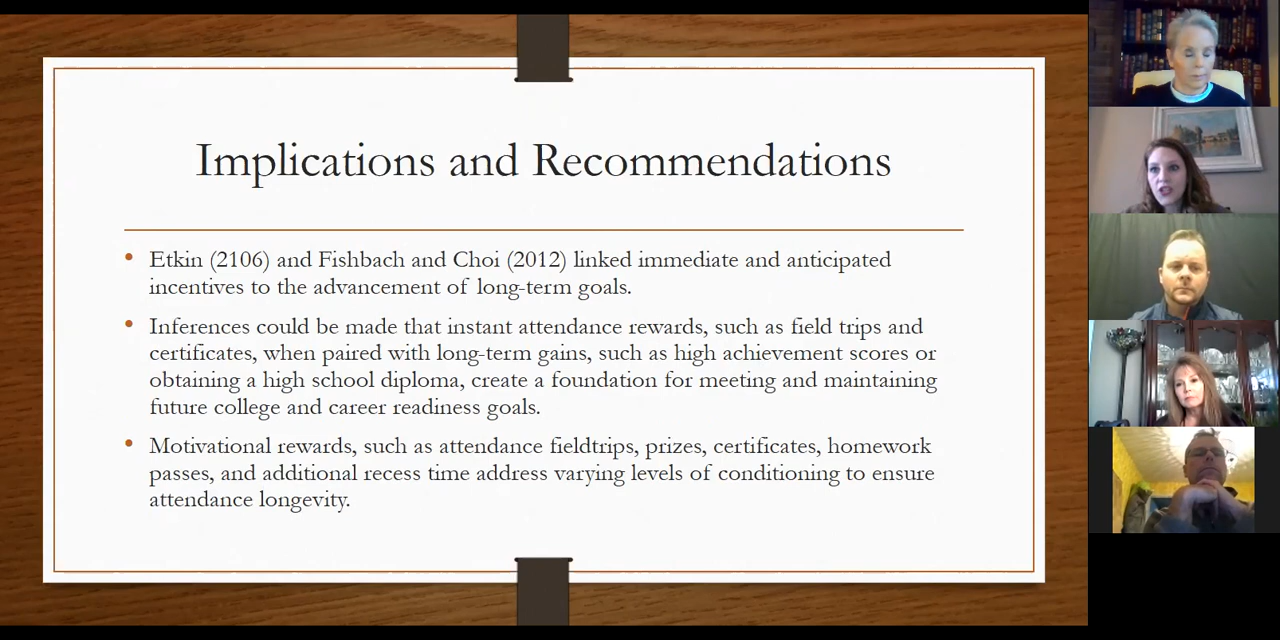 Implications and Recommendations
• Etkin (2106) and Fishbach and Choi (2012) linked immediate and anticipated
incentives to the advancement of long-term goals.
• Inferences could be made that instant attendance rewards, such as field trips and
certificates, when paired with long-term gains, such as high achievement scores or
obtaining a high school diploma, create a foundation for meeting and maintaining
future college and career readiness goals.
• Motivational rewards, such as attendance fieldtrips, prizes, certificates, homework
passes, and additional recess time address varying levels of conditioning to ensure
attendance longevity.